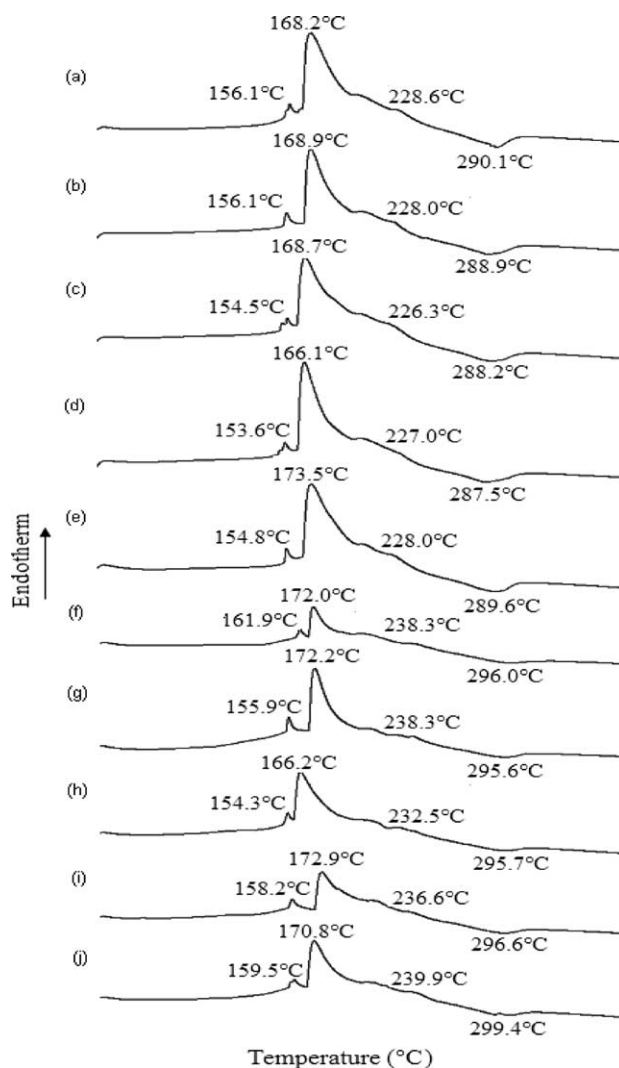 168.2°C
(a)
156.1°C
228.6°C
168.9°C
290.1°C
(b)
156.1°C
228.0°C
168.7°C
288.9°C
(c)
154.5°C
226.3°C
166.1°C
288.2°C
(d)
153.6°C
227.0°C
173.5°C
287.5°C
(e)
154.8°C
228.0°C
Endotherm
172.0°C
289.6°C
(f)
161.9°C
238.3°C
172.2°C
296.0°C
(g)
155.9°C
238.3°C
166.2°C
295.6°C
(h)
154.3°C
232.5°C
172.9°C
295.7°C
(i)
158.2°C
236.6°C
170.8°C
296.6°C
(j)
159.5°C
239.9°C
299.4°C
Temperature (°C)